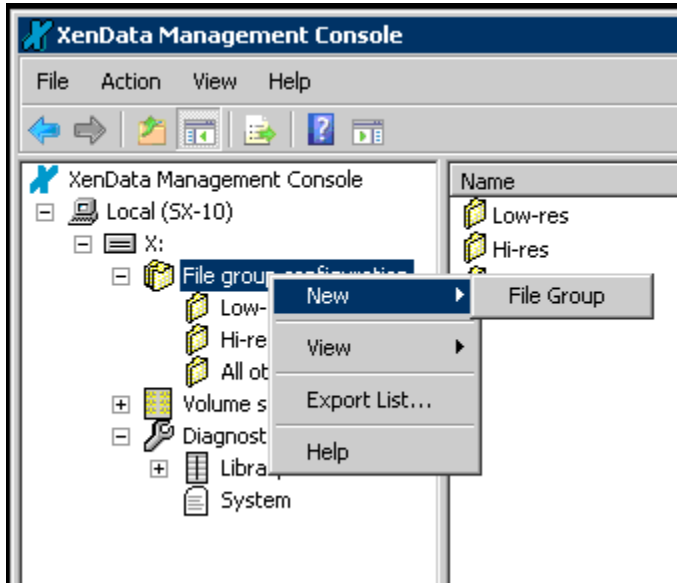 XenData Management Console
File Action View Help
XenData Management Console
Local (SX-10)
X:
File group configuration
Low-
Hi-re
All ot
Volume s
Diagnost
Library
System
Name
Low-res
Hi-res
New
View
Export List...
Help
File Group